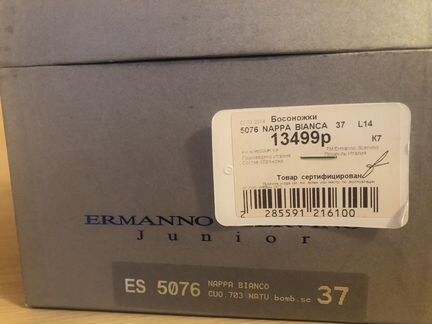 Босоножки
5076 NAPPA BIANCA 37 L14
13499р
K7
Товар сертифицирован
2 285591 216100
ERMANNO
Junior
ES 5076
NAPPA BIANCO
CUO.703 NATU.bomb.sc
37